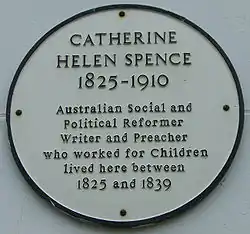 CATHERINE
HELEN SPENCE
1825-1910
Australian Social and
Political Reformer
Writer and Preacher
who worked for Children
lived here between
1825 and 1839